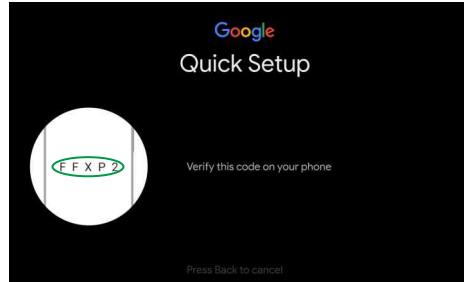 Google
Quick Setup
F F X P 2
Verify this code on your phone
Press Back to cancel